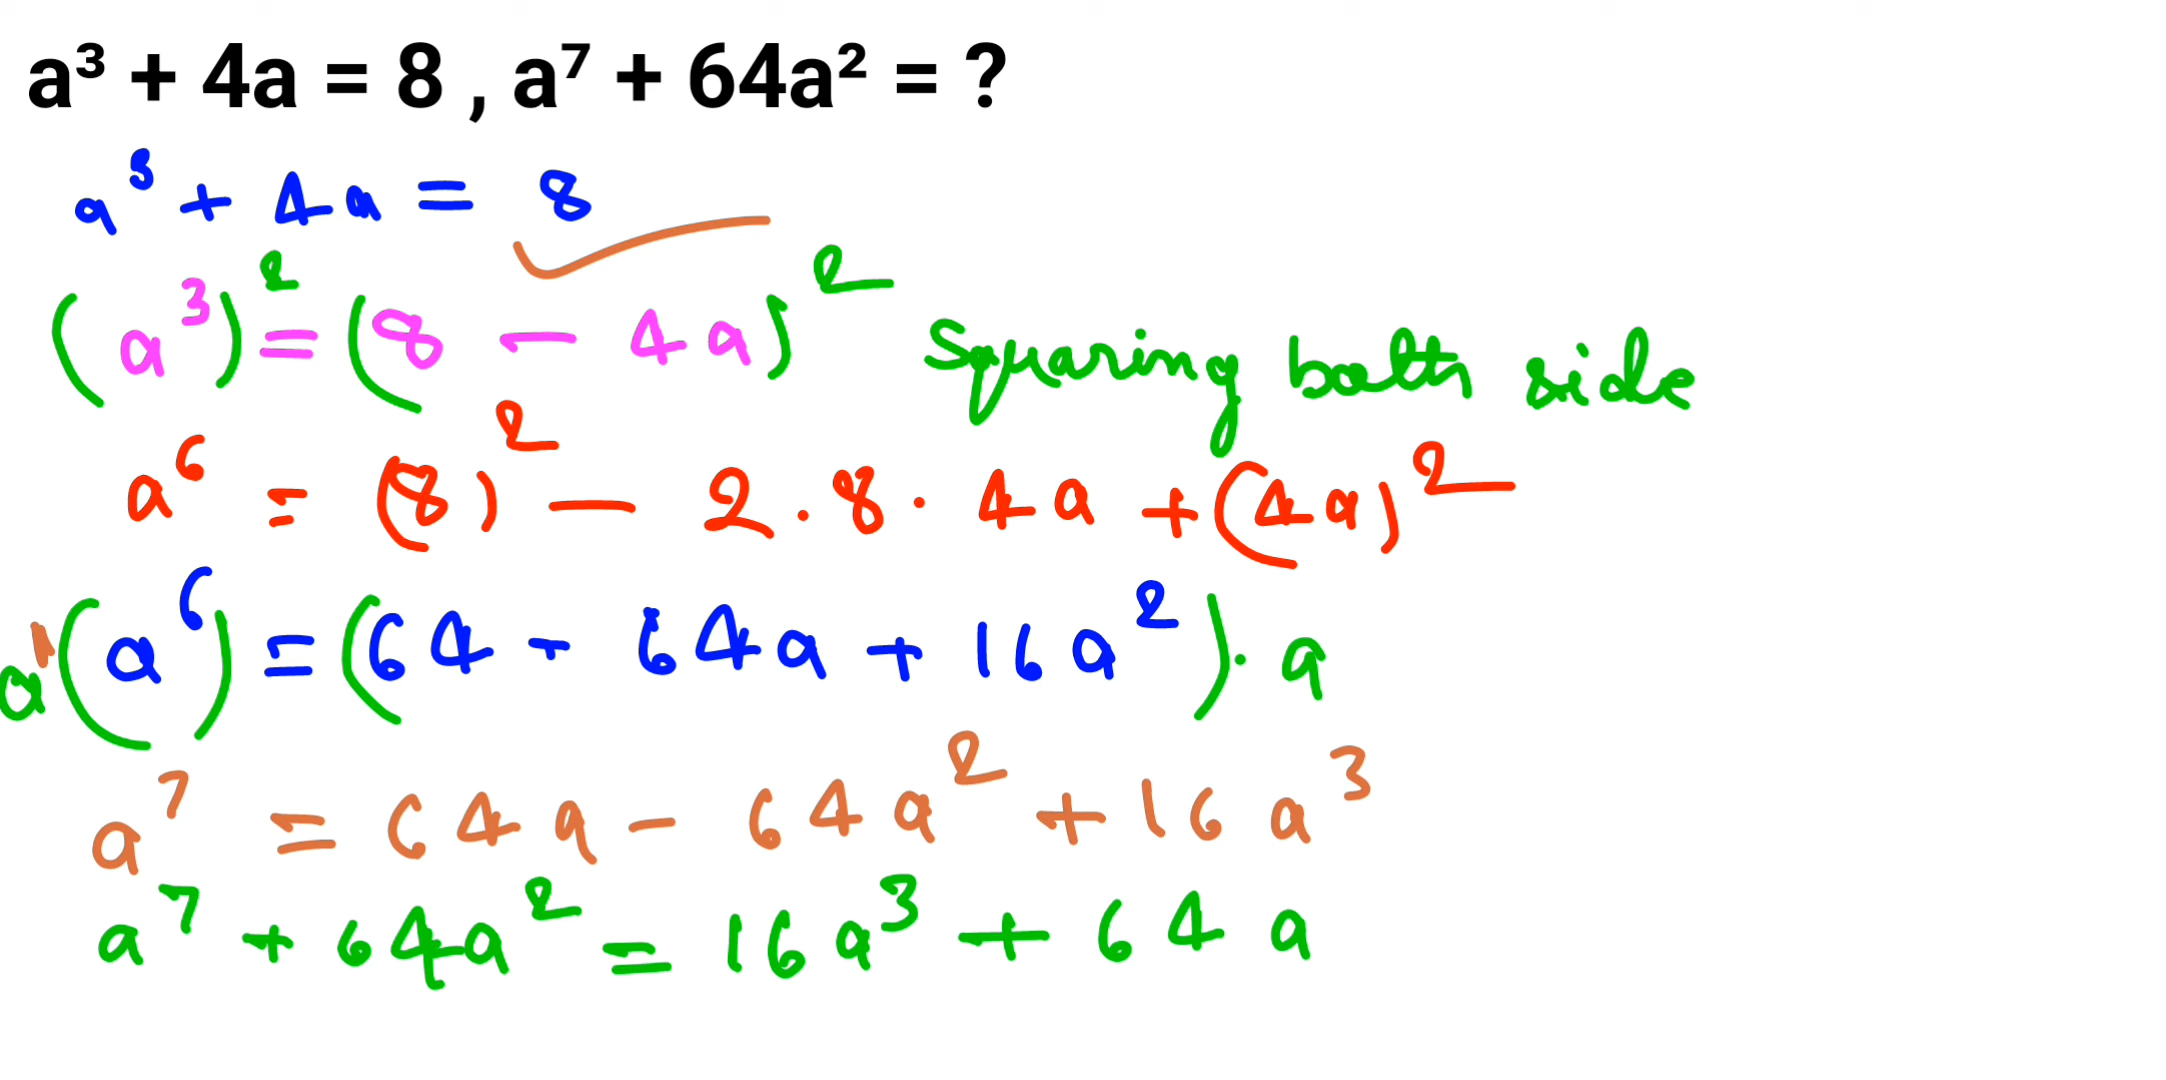 a³ + 4a = 8 , a⁷ + 64a² = ?
a³ + 4a = 8
(a³)² = (8 − 4a)² Squaring both side
a⁶ = (8)² − 2.8.4a + (4a)²
a(a⁶) = (64 - 64a + 16a²).a
a⁷ = 64a − 64a² + 16a³
a⁷ + 64a² = 16a³ + 64a